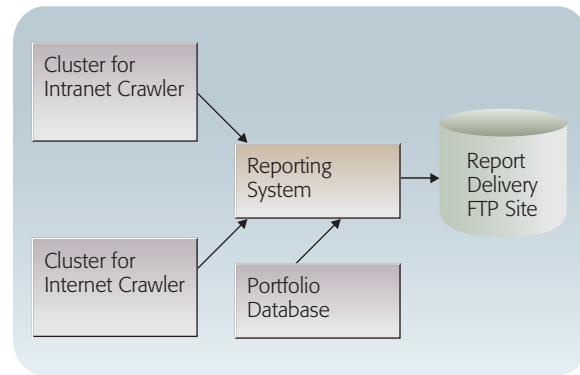 Cluster for
Intranet Crawler
Reporting
System
Report
Delivery
FTP Site
Cluster for
Internet Crawler
Portfolio
Database